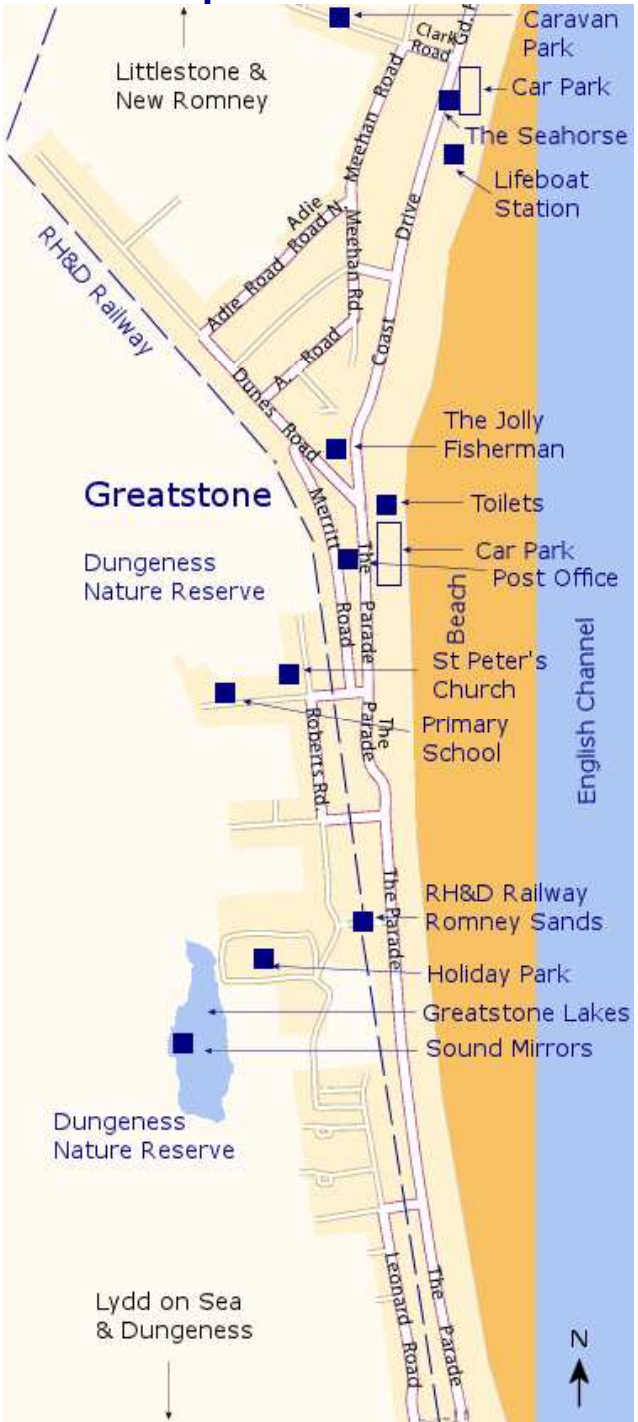 Caravan
Park
Clark
Road
Gd.
Littlestone &
New Romney
Car Park
The Seahorse
Lifeboat
Station
Meehan Road
Adie
Road N.
Adie Road
Meehan Rd
Coast Drive
RH&D Railway
A. Road
Dunes Road
The Jolly
Fisherman
Greatstone
Toilets
Merritt Road
The Parade
Car Park
Post Office
Dungeness
Nature Reserve
Beach
English Channel
St Peter's
Church
Primary
School
The
Parade
Roberts Rd.
The Parade
RH&D Railway
Romney Sands
Holiday Park
Greatstone Lakes
Sound Mirrors
Dungeness
Nature Reserve
Leonard Road
The Parade
Lydd on Sea
& Dungeness
N